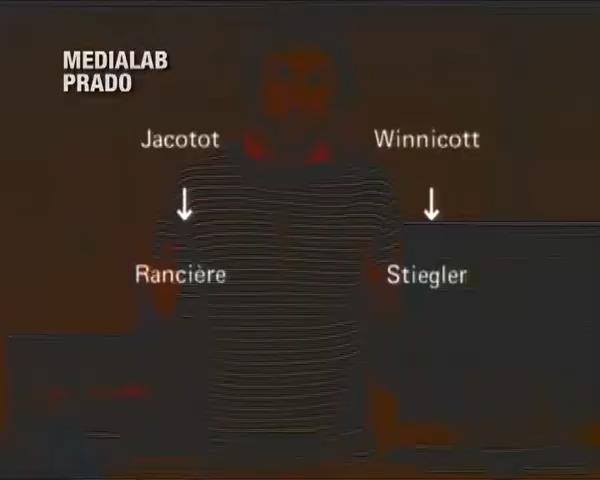 MEDIALAB
PRADO
Jacotot
Winnicott
↓
↓
Rancière
Stiegler